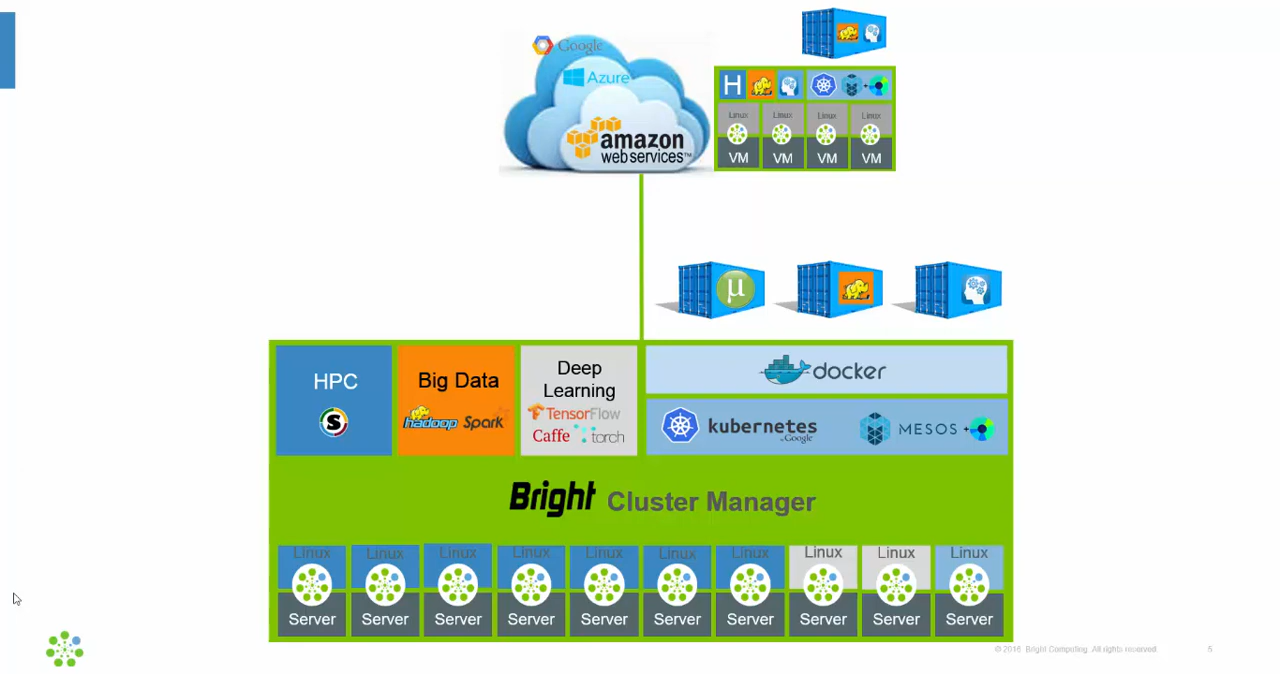 Google
Azure
amazon
web services™
H
Linux Linux Linux Linux
VM VM VM VM
µ
HPC
S
Big Data
hadoop Spark
Deep
Learning
TensorFlow
Caffe torch
docker
kubernetes
by Google
MESOS +
Bright Cluster Manager
Linux Linux Linux Linux Linux Linux Linux Linux Linux Linux
Server Server Server Server Server Server Server Server Server Server
© 2016 Bright Computing. All rights reserved. 5